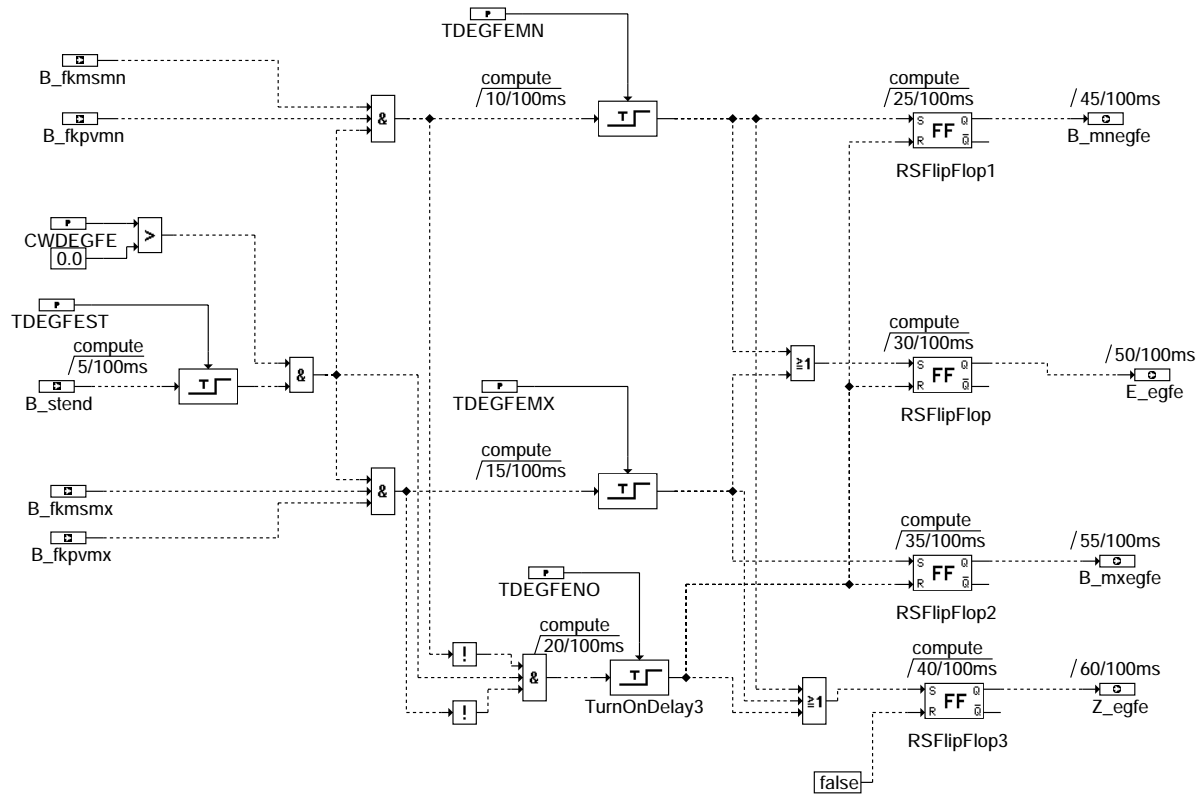 P
TDEGFEMN
B_fkmsmn
compute
/10/100ms
compute
/25/100ms
/45/100ms
&
T
S FF Q
R Q
B_mnegfe
B_fkpvmn
RSFlipFlop1
P
CWDEGFE
>
0.0
P
TDEGFEST
compute
/5/100ms
compute
/30/100ms
/50/100ms
T
&
≥1
S FF Q
R Q
B_stend
P
TDEGFEMX
RSFlipFlop
E_egfe
compute
/15/100ms
&
T
B_fkmsmx
B_fkpvmx
compute
/35/100ms
/55/100ms
S FF Q
R Q
B_mxegfe
P
TDEGFENO
RSFlipFlop2
compute
/20/100ms
compute
/40/100ms
/60/100ms
!
&
T
≥1
S FF Q
R Q
TurnOnDelay3
Z_egfe
!
RSFlipFlop3
false